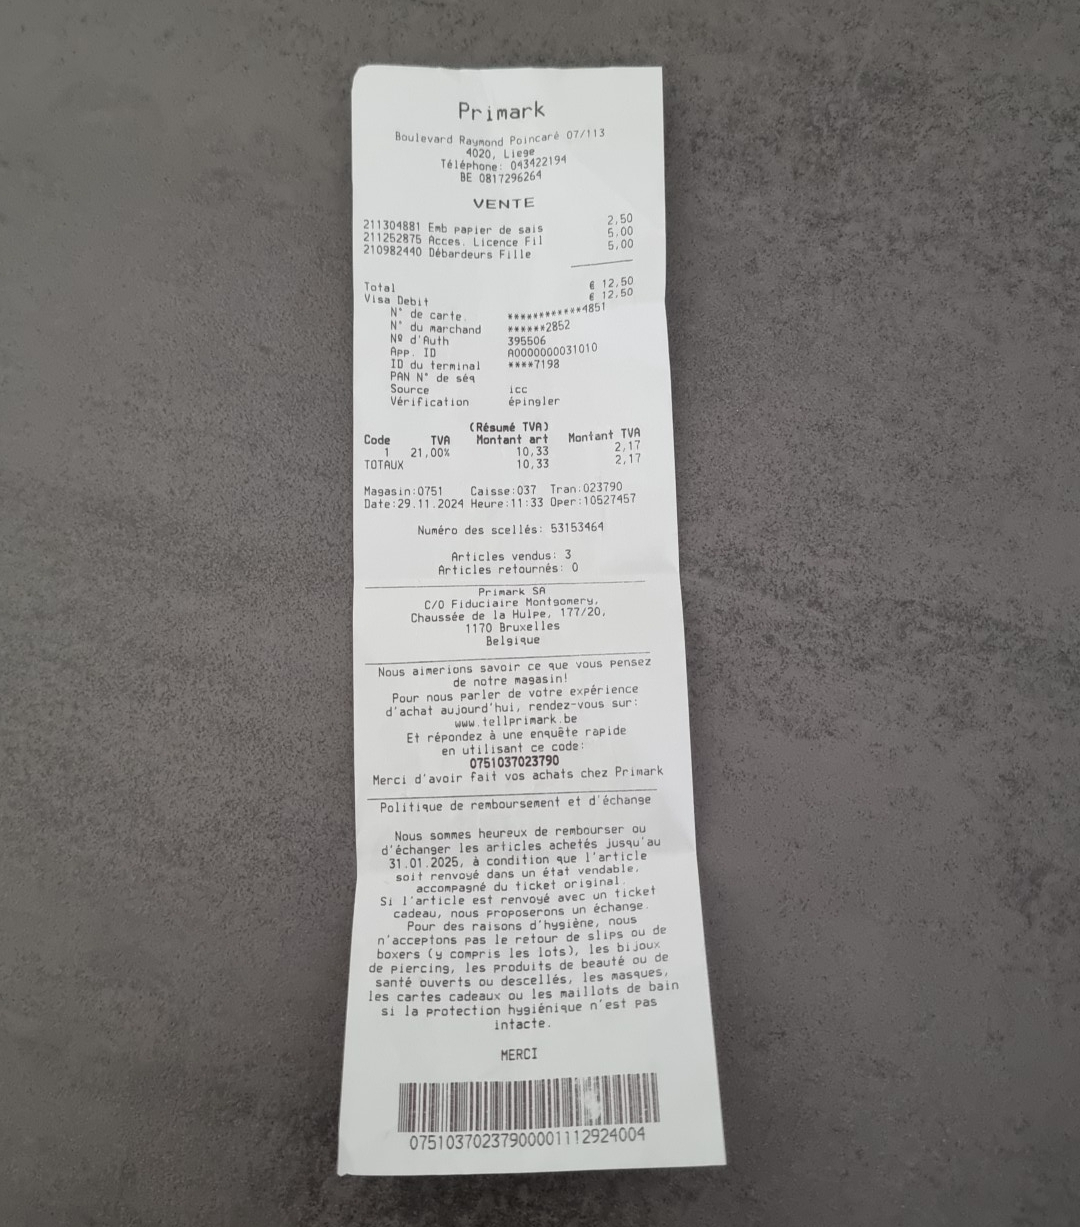 Primark
Boulevard Raymond Poincaré 07/113
4020, Liege
Téléphone: 043422194
BE 0817296264
VENTE
211304881 Emb papier de sais 2,50
211252875 Acces. Licence Fil 5,00
210982440 Débardeurs Fille 5,00
Total € 12,50
Visa Debit € 12,50
N° de carte. ************4851
N° du marchand ******2852
Nº d'Auth 395506
App. ID A0000000031010
ID du terminal ****7198
PAN N° de séq
Source icc
Vérification épingler
(Résumé TVA)
Code TVA Montant art Montant TVA
1 21,00% 10,33 2,17
TOTAUX 10,33 2,17
Magasin:0751 Caisse:037 Tran:023790
Date:29.11.2024 Heure:11:33 Oper:10527457
Numéro des scellés: 53153464
Articles vendus: 3
Articles retournés: 0
Primark SA
C/O Fiduciaire Montgomery,
Chaussée de la Hulpe, 177/20,
1170 Bruxelles
Belgique
Nous aimerions savoir ce que vous pensez
de notre magasin!
Pour nous parler de votre expérience
d'achat aujourd'hui, rendez-vous sur:
www.tellprimark.be
Et répondez à une enquête rapide
en utilisant ce code:
0751037023790
Merci d'avoir fait vos achats chez Primark
Politique de remboursement et d'échange
Nous sommes heureux de rembourser ou
d'échanger les articles achetés jusqu'au
31.01.2025, à condition que l'article
soit renvoyé dans un état vendable,
accompagné du ticket original.
Si l'article est renvoyé avec un ticket
cadeau, nous proposerons un échange.
Pour des raisons d'hygiène, nous
n'acceptons pas le retour de slips ou de
boxers (y compris les lots), les bijoux
de piercing, les produits de beauté ou de
santé ouverts ou descellés, les masques,
les cartes cadeaux ou les maillots de bain
si la protection hygiénique n'est pas
intacte.
MERCI
07510370237900001112924004